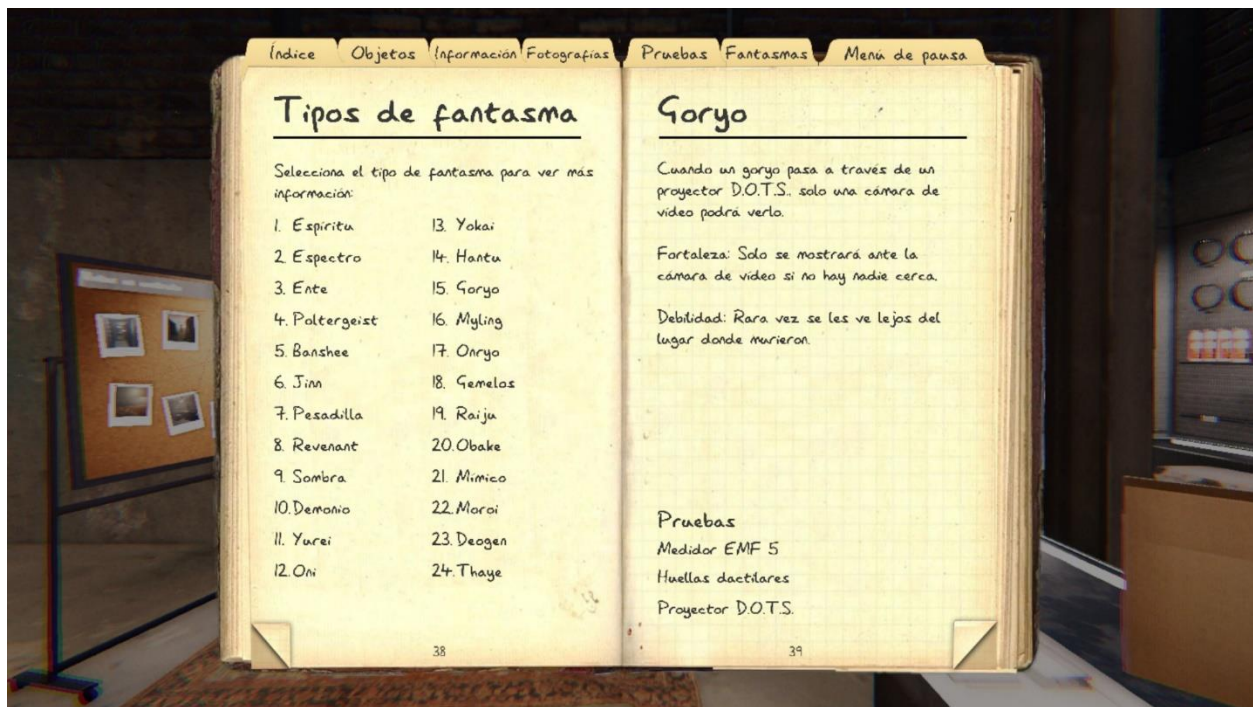 Índice
Objetos
Información
Fotografías
Pruebas
Fantasmas
Menú de pausa
Tipos de fantasma
Selecciona el tipo de fantasma para ver más
información:
1. Espíritu
2. Espectro
3. Ente
4. Poltergeist
5. Banshee
6. Jinn
7. Pesadilla
8. Revenant
9. Sombra
10. Demonio
11. Yurei
12. Oni
13. Yokai
14. Hantu
15. Goryo
16. Myling
17. Onryo
18. Gemelos
19. Raiju
20. Obake
21. Mímico
22. Moroi
23. Deogen
24. Thaye
38
Goryo
Cuando un goryo pasa a través de un
proyector D.O.T.S., solo una cámara de
vídeo podrá verlo.
Fortaleza: Solo se mostrará ante la
cámara de vídeo si no hay nadie cerca.
Debilidad: Rara vez se les ve lejos del
lugar donde murieron.
Pruebas
Medidor EMF 5
Huellas dactilares
Proyector D.O.T.S.
39